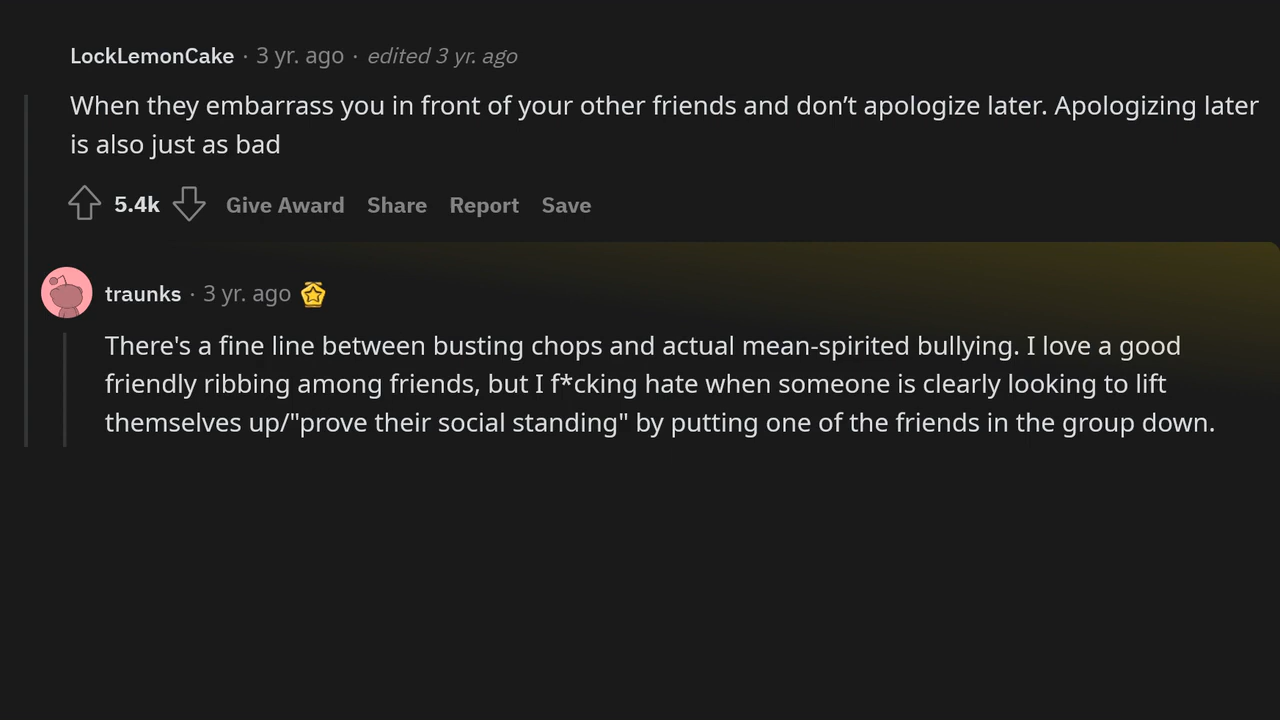 LockLemonCake · 3 yr. ago · edited 3 yr. ago
When they embarrass you in front of your other friends and don’t apologize later. Apologizing later
is also just as bad
5.4k Give Award Share Report Save
traunks · 3 yr. ago
There's a fine line between busting chops and actual mean-spirited bullying. I love a good
friendly ribbing among friends, but I f*cking hate when someone is clearly looking to lift
themselves up/"prove their social standing" by putting one of the friends in the group down.